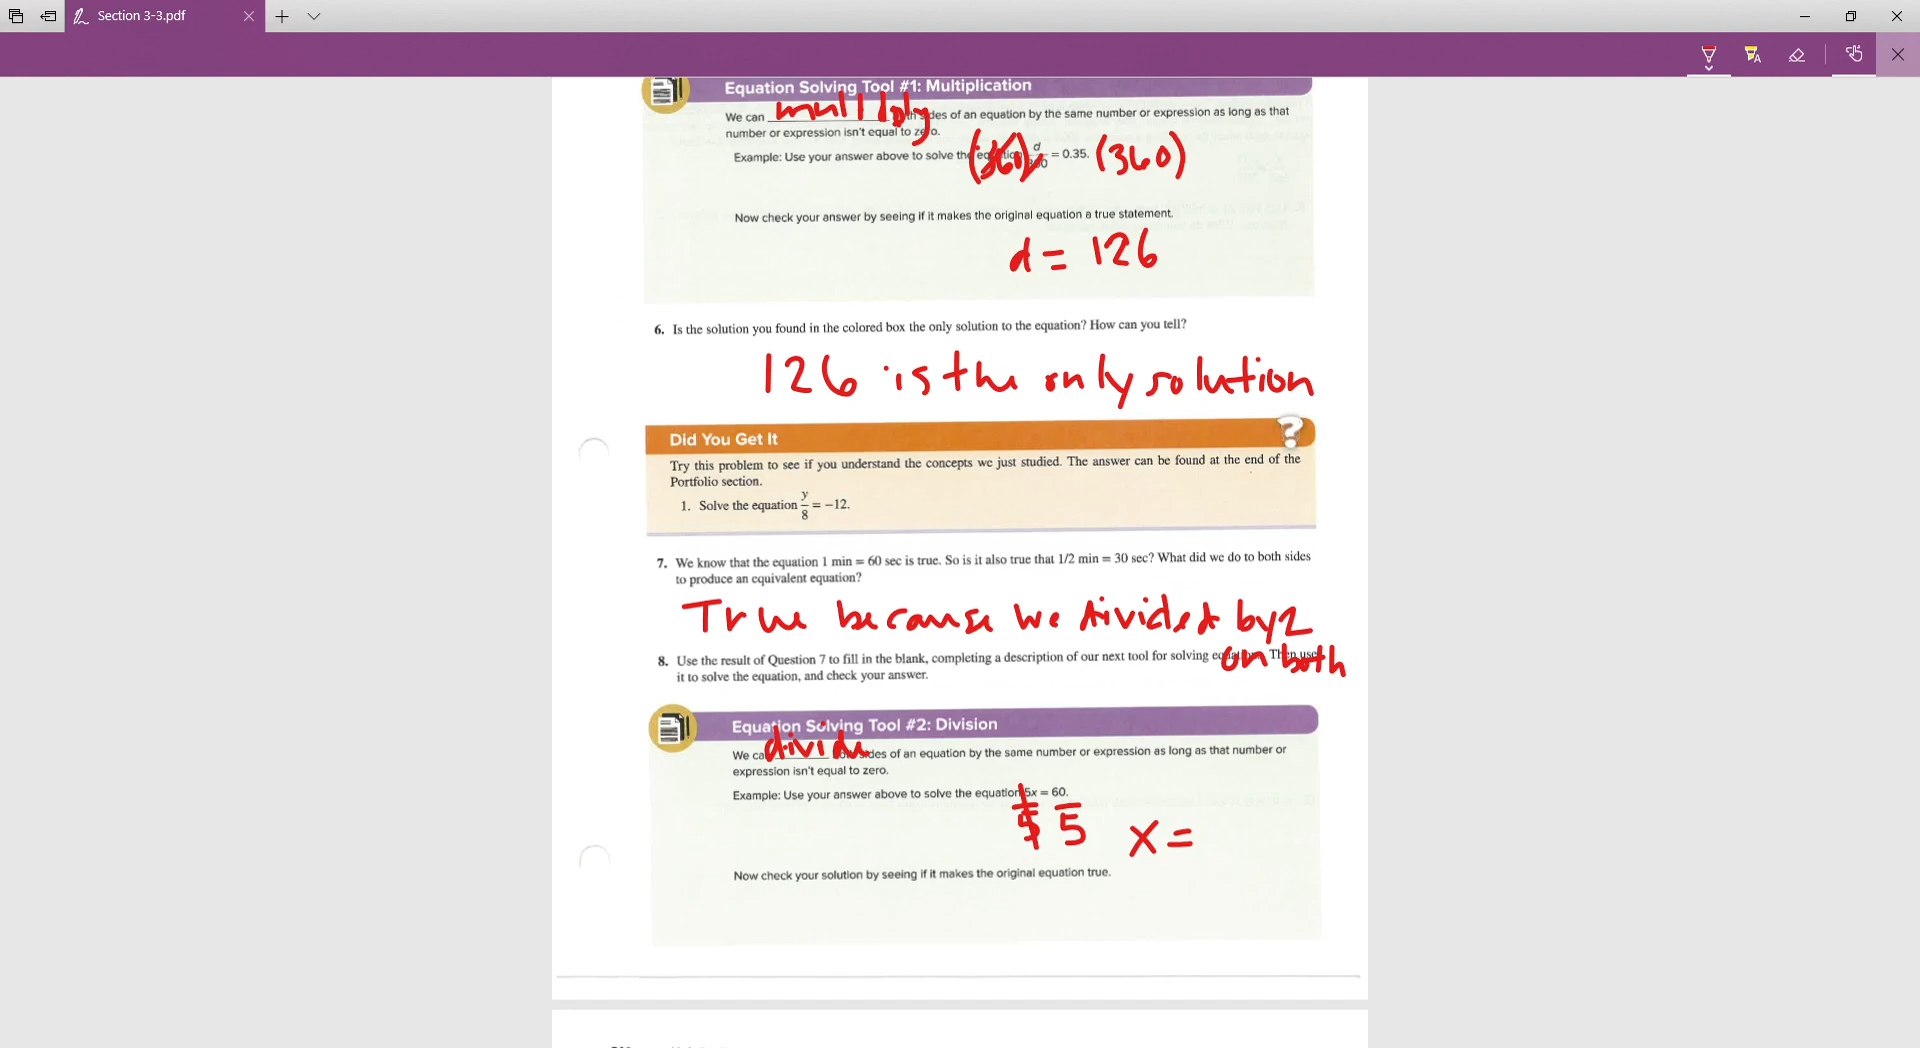 Section 3-3.pdf
Equation Solving Tool #1: Multiplication
We can multiply sides of an equation by the same number or expression as long as that
number or expression isn't equal to zero.
Example: Use your answer above to solve the d = 0.35. (360)
(360)
Now check your answer by seeing if it makes the original equation a true statement.
d = 126
6. Is the solution you found in the colored box the only solution to the equation? How can you tell?
126 is the only solution
Did You Get It
?
Try this problem to see if you understand the concepts we just studied. The answer can be found at the end of the
Portfolio section.
1. Solve the equation y/8 = −12.
7. We know that the equation 1 min = 60 sec is true. So is it also true that 1/2 min = 30 sec? What did we do to both sides
to produce an equivalent equation?
True because we divided by 2
on both
8. Use the result of Question 7 to fill in the blank, completing a description of our next tool for solving Then use
it to solve the equation, and check your answer.
Equation Solving Tool #2: Division
We can divide sides of an equation by the same number or expression as long as that number or
expression isn't equal to zero.
Example: Use your answer above to solve the equation 5x = 60.
5 5 x =
Now check your solution by seeing if it makes the original equation true.